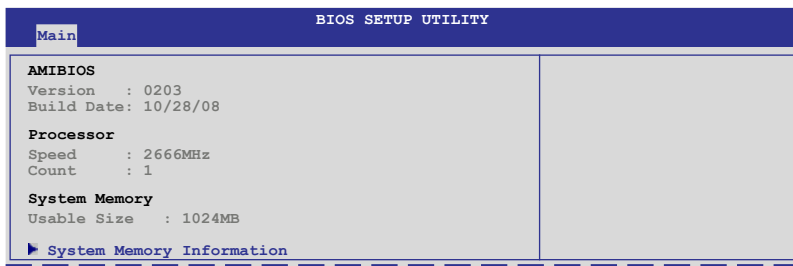 BIOS SETUP UTILITY
Main
AMIBIOS
Version : 0203
Build Date: 10/28/08
Processor
Speed : 2666MHz
Count : 1
System Memory
Usable Size : 1024MB
System Memory Information